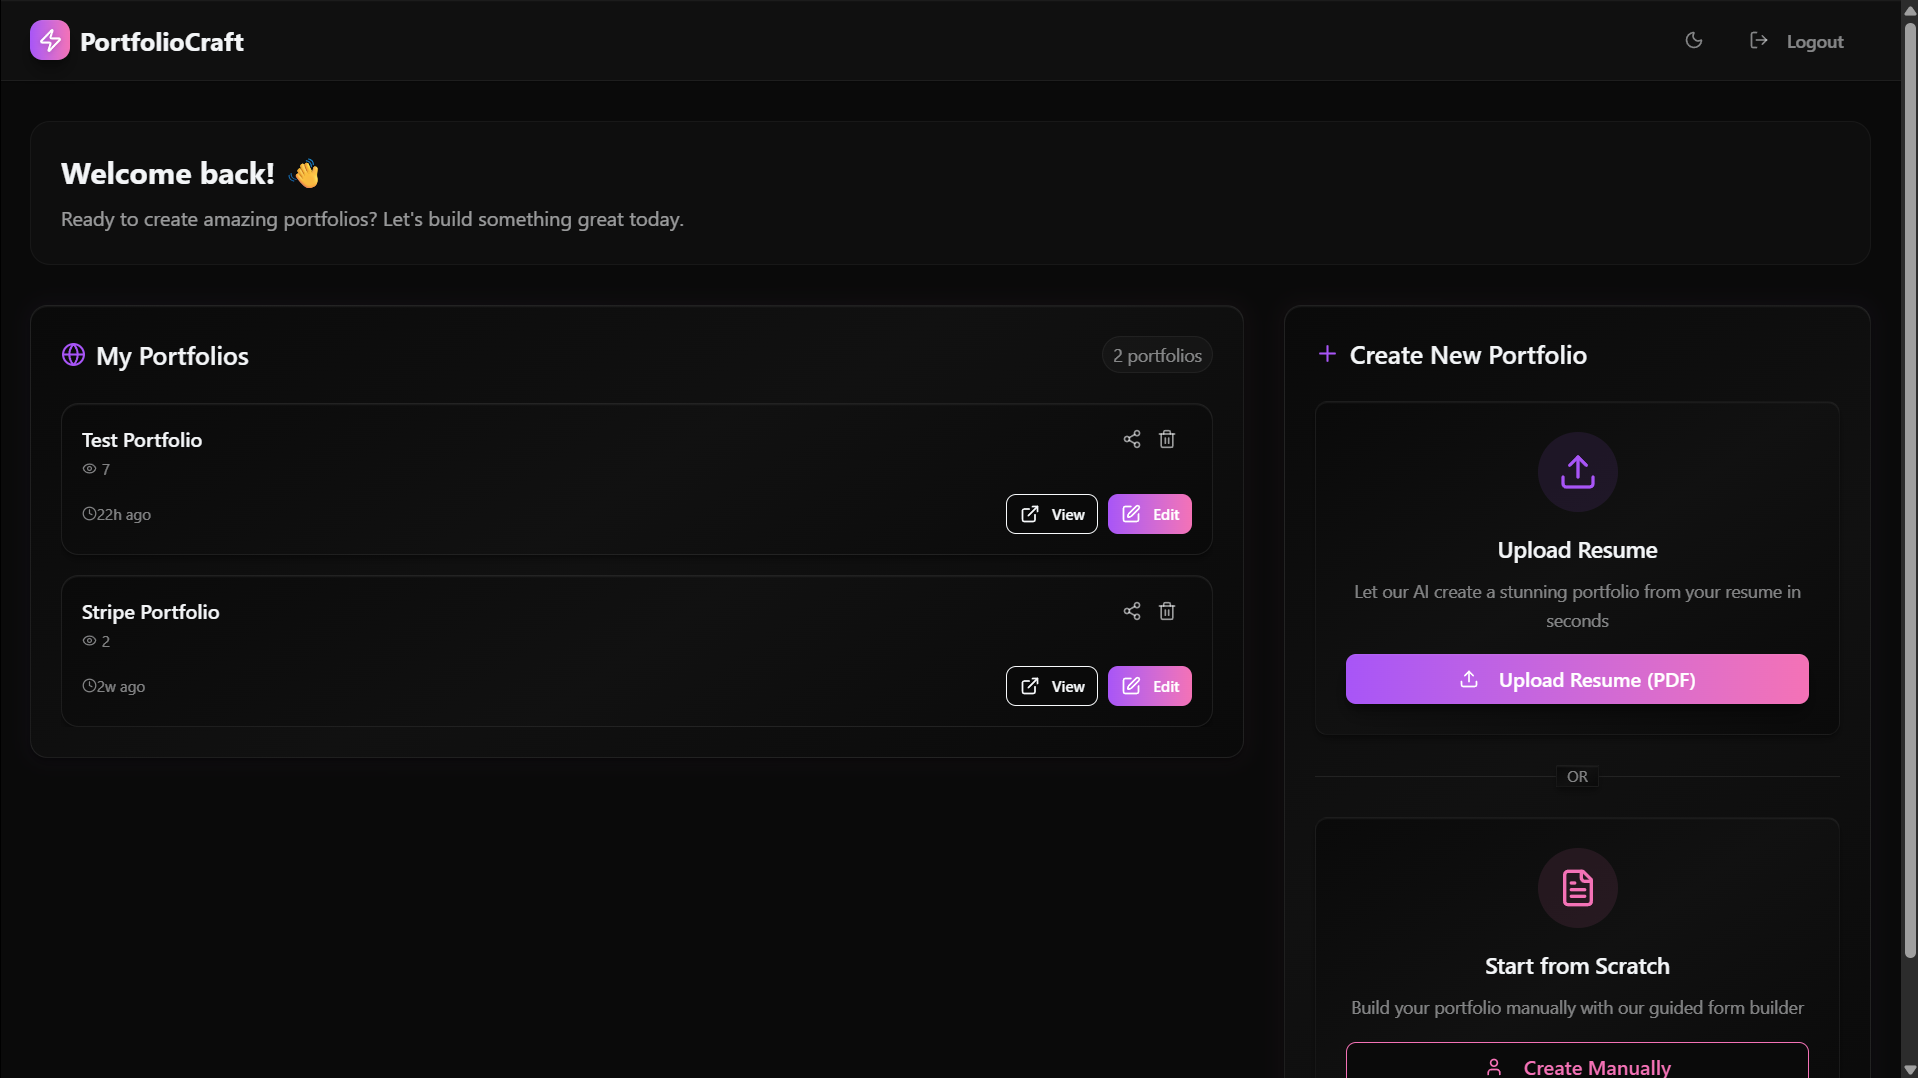 PortfolioCraft
Logout
Welcome back! 👋
Ready to create amazing portfolios? Let's build something great today.
My Portfolios
2 portfolios
Test Portfolio
7
22h ago
View
Edit
Stripe Portfolio
2
2w ago
View
Edit
Create New Portfolio
Upload Resume
Let our AI create a stunning portfolio from your resume in
seconds
Upload Resume (PDF)
OR
Start from Scratch
Build your portfolio manually with our guided form builder
Create Manually